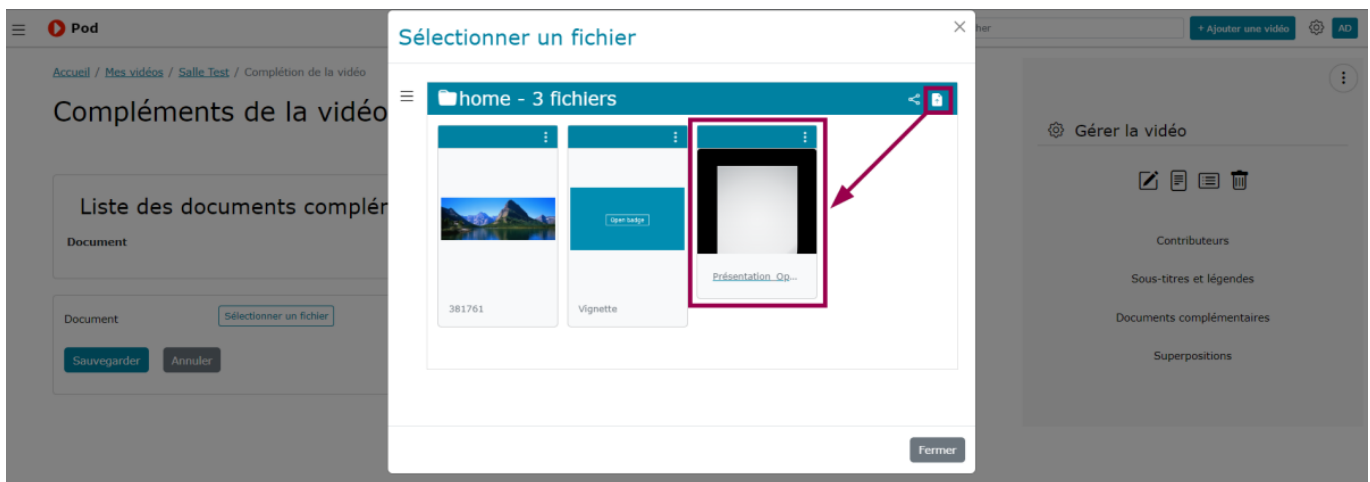 Pod
her
+ Ajouter une vidéo
AD
Accueil / Mes vidéos / Salle Test / Complétion de la vidéo
Compléments de la vidéo
Liste des documents complér
Document
Document
Sélectionner un fichier
Sauvegarder
Annuler
Sélectionner un fichier
home - 3 fichiers
381761
Open badge
Vignette
Présentation_Op...
Fermer
Gérer la vidéo
Contributeurs
Sous-titres et légendes
Documents complémentaires
Superpositions